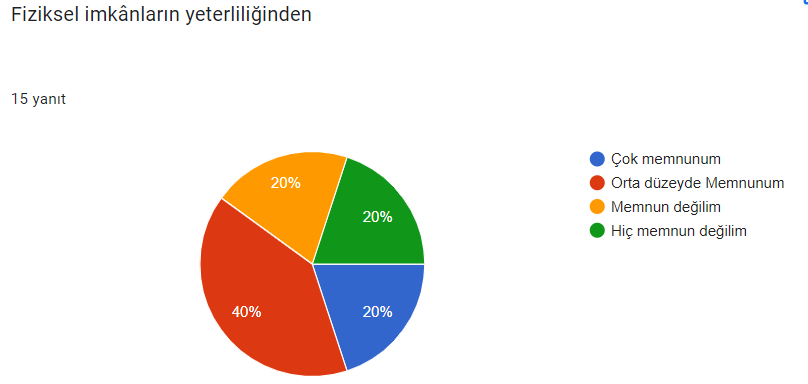 Fiziksel imkânların yeterliliğinden
15 yanıt
20%
20%
40%
20%
Çok memnunum
Orta düzeyde Memnunum
Memnun değilim
Hiç memnun değilim